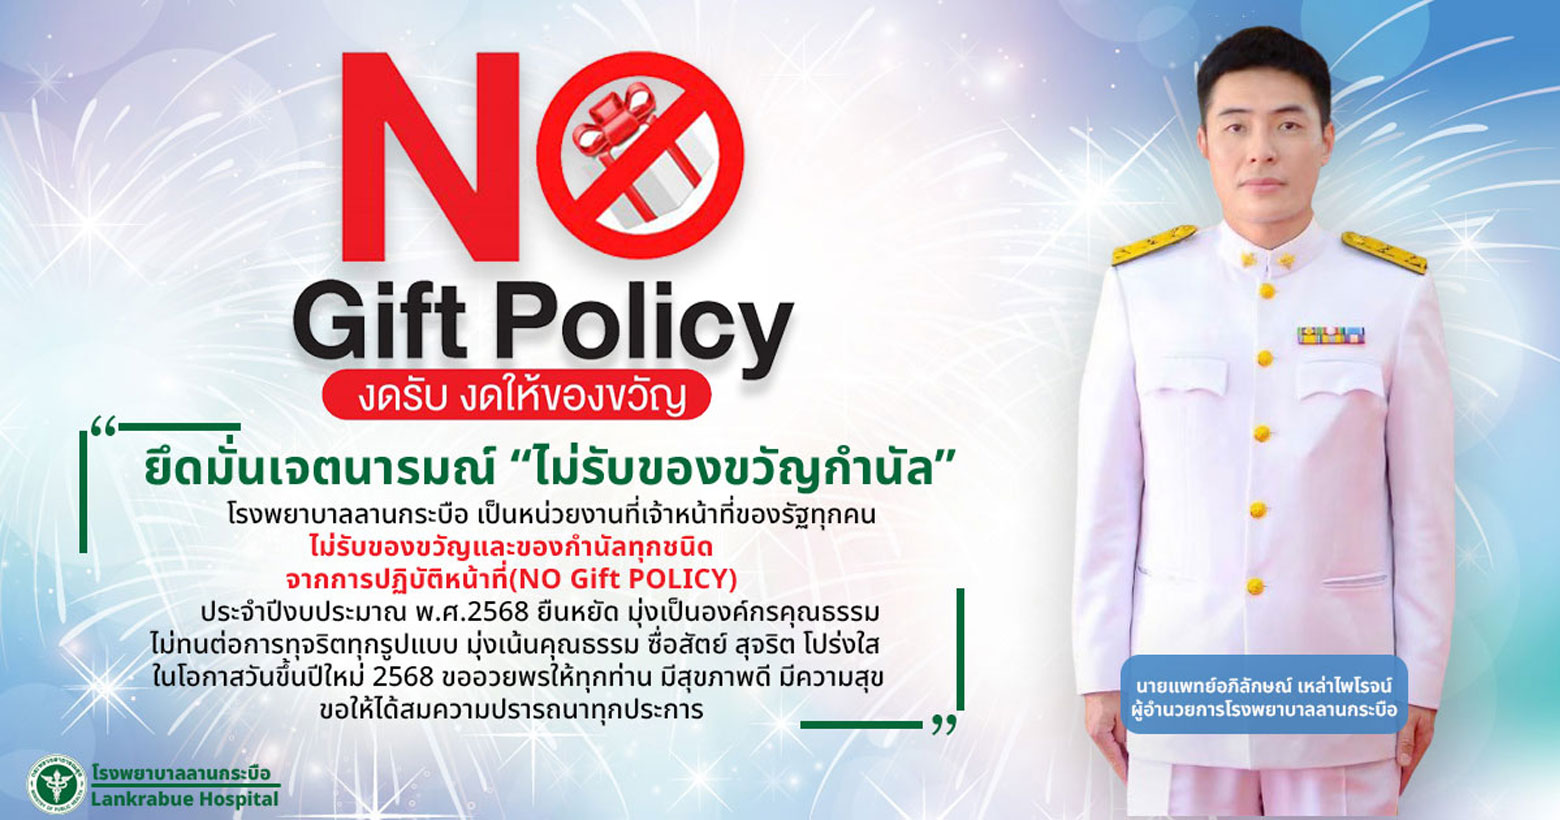 NO
Gift Policy
งดรับ งดให้ของขวัญ
“ยึดมั่นเจตนารมณ์ “ไม่รับของขวัญกำนัล”
โรงพยาบาลลานกระบือ เป็นหน่วยงานที่เจ้าหน้าที่ของรัฐทุกคน
ไม่รับของขวัญและของกำนัลทุกชนิด
จากการปฏิบัติหน้าที่(NO Gift POLICY)
ประจำปีงบประมาณ พ.ศ.2568 ยืนหยัด มุ่งเป็นองค์กรคุณธรรม
ไม่ทนต่อการทุจริตทุกรูปแบบ มุ่งเน้นคุณธรรม ซื่อสัตย์ สุจริต โปร่งใส
ในโอกาสวันขึ้นปีใหม่ 2568 ขออวยพรให้ทุกท่าน มีสุขภาพดี มีความสุข
ขอให้ได้สมความปรารถนาทุกประการ”
นายแพทย์อภิลักษณ์ เหล่าไพโรจน์
ผู้อำนวยการโรงพยาบาลลานกระบือ
โรงพยาบาลลานกระบือ
Lankrabue Hospital